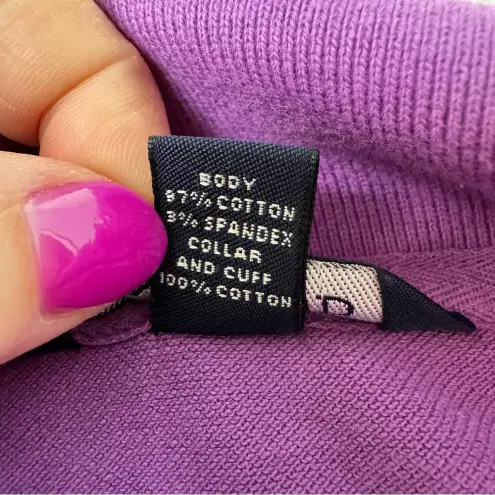 BODY
97% COTTON
3% SPANDEX
COLLAR
AND CUFF
100% COTTON